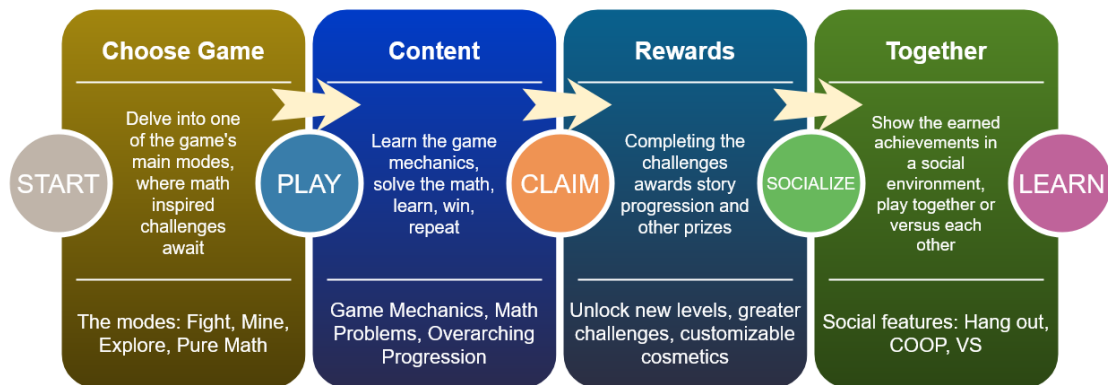 Choose Game
Content
Rewards
Together
START
Delve into one
of the game's
main modes,
where math
inspired
challenges
await
PLAY
Learn the game
mechanics,
solve the math,
learn, win,
repeat
CLAIM
Completing the
challenges
awards story
progression and
other prizes
SOCIALIZE
Show the earned
achievements in
a social
environment,
play together or
versus each
other
LEARN
The modes: Fight, Mine,
Explore, Pure Math
Game Mechanics, Math
Problems, Overarching
Progression
Unlock new levels, greater
challenges, customizable
cosmetics
Social features: Hang out,
COOP, VS